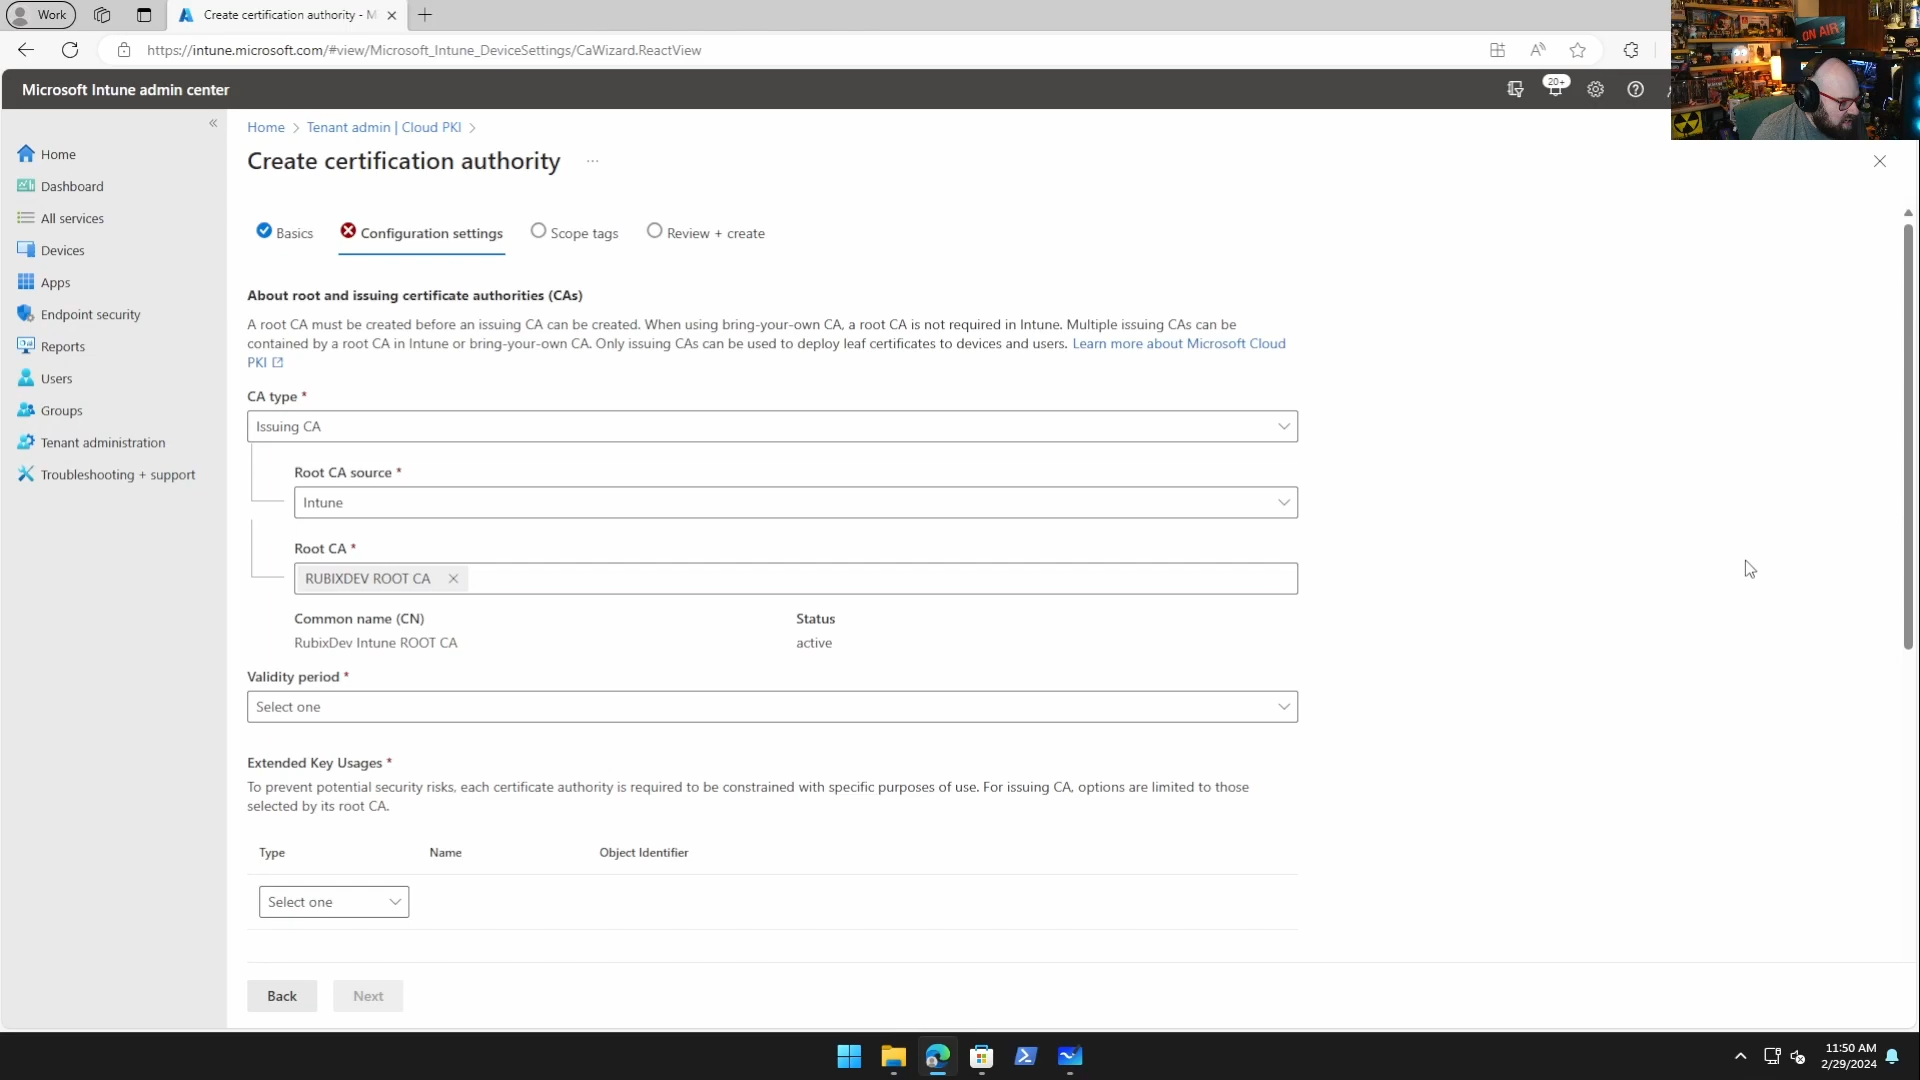 Work
Create certification authority - M
https://intune.microsoft.com/#view/Microsoft_Intune_DeviceSettings/CaWizard.ReactView
ON AIR
Microsoft Intune admin center
20+
Home
Dashboard
All services
Devices
Apps
Endpoint security
Reports
Users
Groups
Tenant administration
Troubleshooting + support
Home > Tenant admin | Cloud PKI >
Create certification authority ...
Basics
Configuration settings
Scope tags
Review + create
About root and issuing certificate authorities (CAs)
A root CA must be created before an issuing CA can be created. When using bring-your-own CA, a root CA is not required in Intune. Multiple issuing CAs can be
contained by a root CA in Intune or bring-your-own CA. Only issuing CAs can be used to deploy leaf certificates to devices and users. Learn more about Microsoft Cloud
PKI
CA type *
Issuing CA
Root CA source *
Intune
Root CA *
RUBIXDEV ROOT CA
Common name (CN)
Status
RubixDev Intune ROOT CA
active
Validity period *
Select one
Extended Key Usages *
To prevent potential security risks, each certificate authority is required to be constrained with specific purposes of use. For issuing CA, options are limited to those
selected by its root CA.
Type
Name
Object Identifier
Select one
Back
Next
11:50 AM
2/29/2024